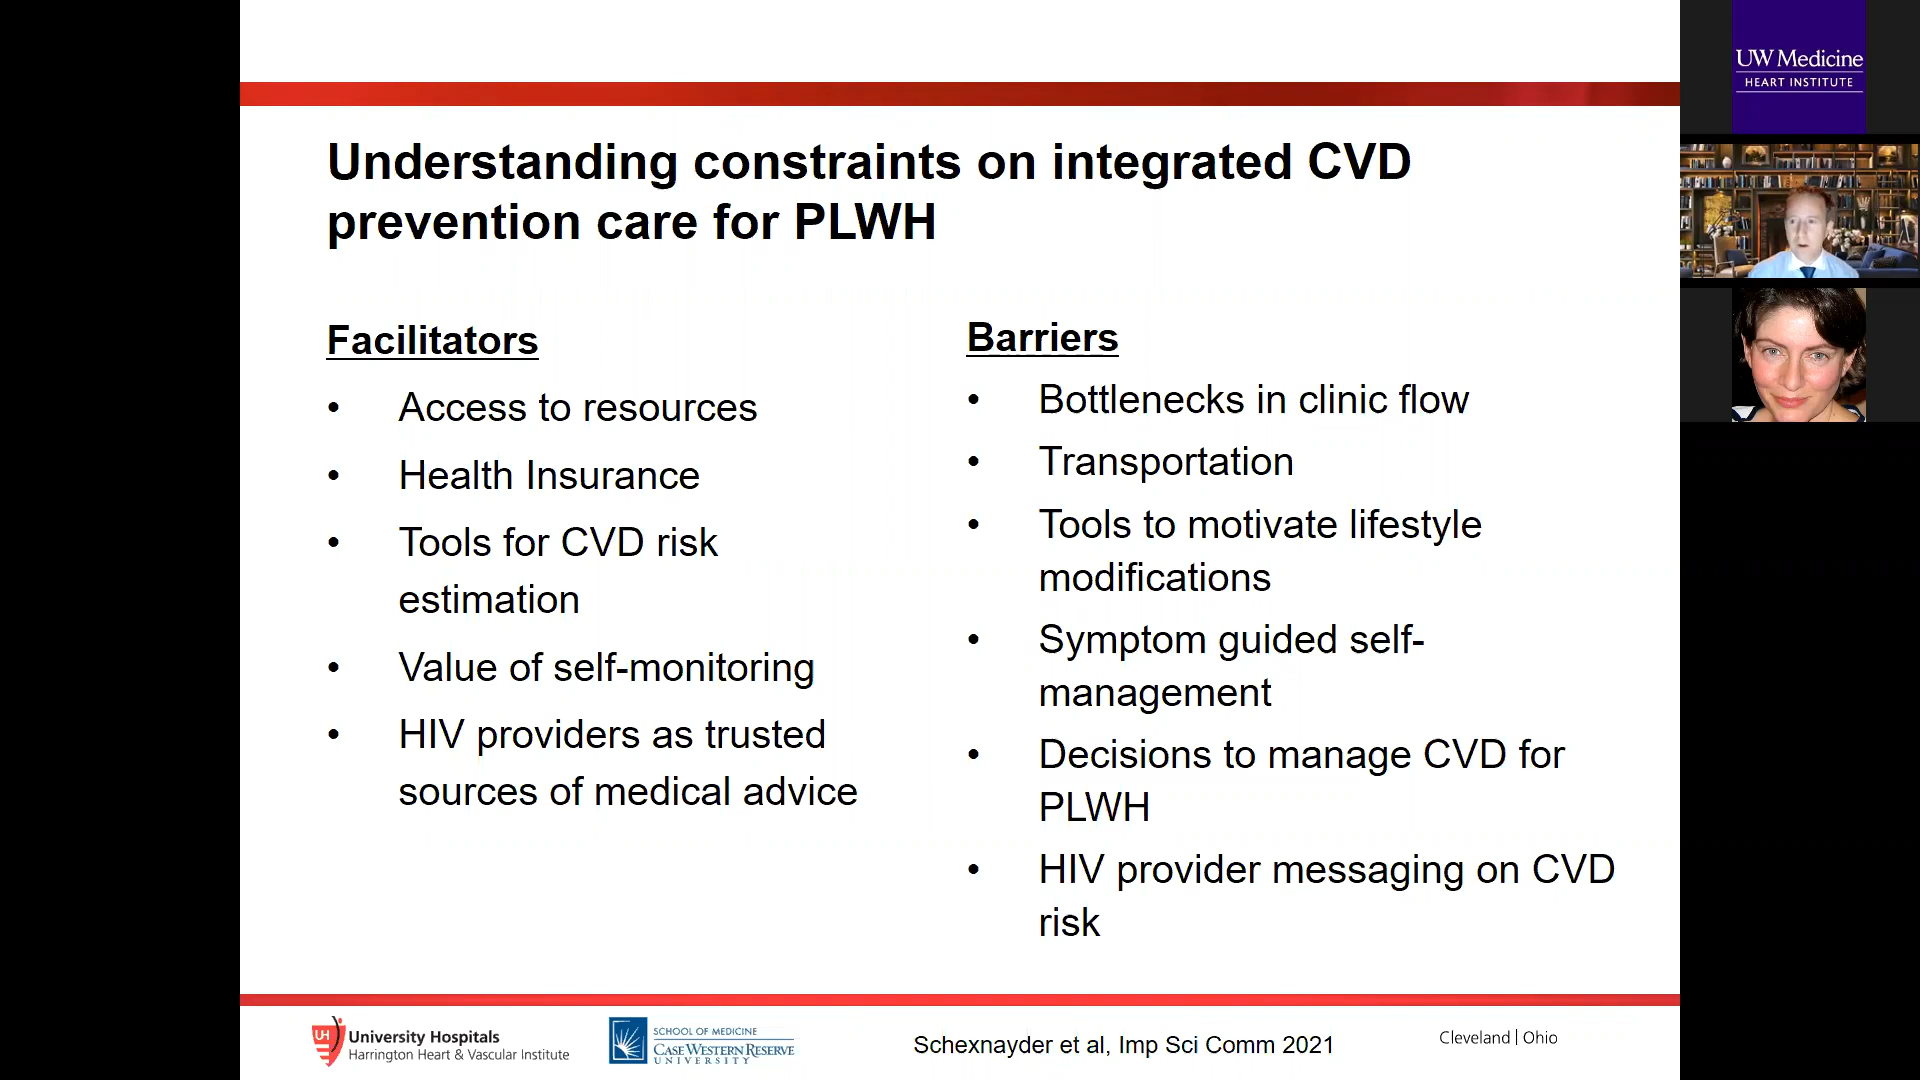 Understanding constraints on integrated CVD
prevention care for PLWH
Facilitators
• Access to resources
• Health Insurance
• Tools for CVD risk
estimation
• Value of self-monitoring
• HIV providers as trusted
sources of medical advice
Barriers
• Bottlenecks in clinic flow
• Transportation
• Tools to motivate lifestyle
modifications
• Symptom guided self-
management
• Decisions to manage CVD for
PLWH
• HIV provider messaging on CVD
risk
UH
University Hospitals
Harrington Heart & Vascular Institute
SCHOOL OF MEDICINE
CASE WESTERN RESERVE
UNIVERSITY
Schexnayder et al, Imp Sci Comm 2021
Cleveland | Ohio
UW Medicine
HEART INSTITUTE